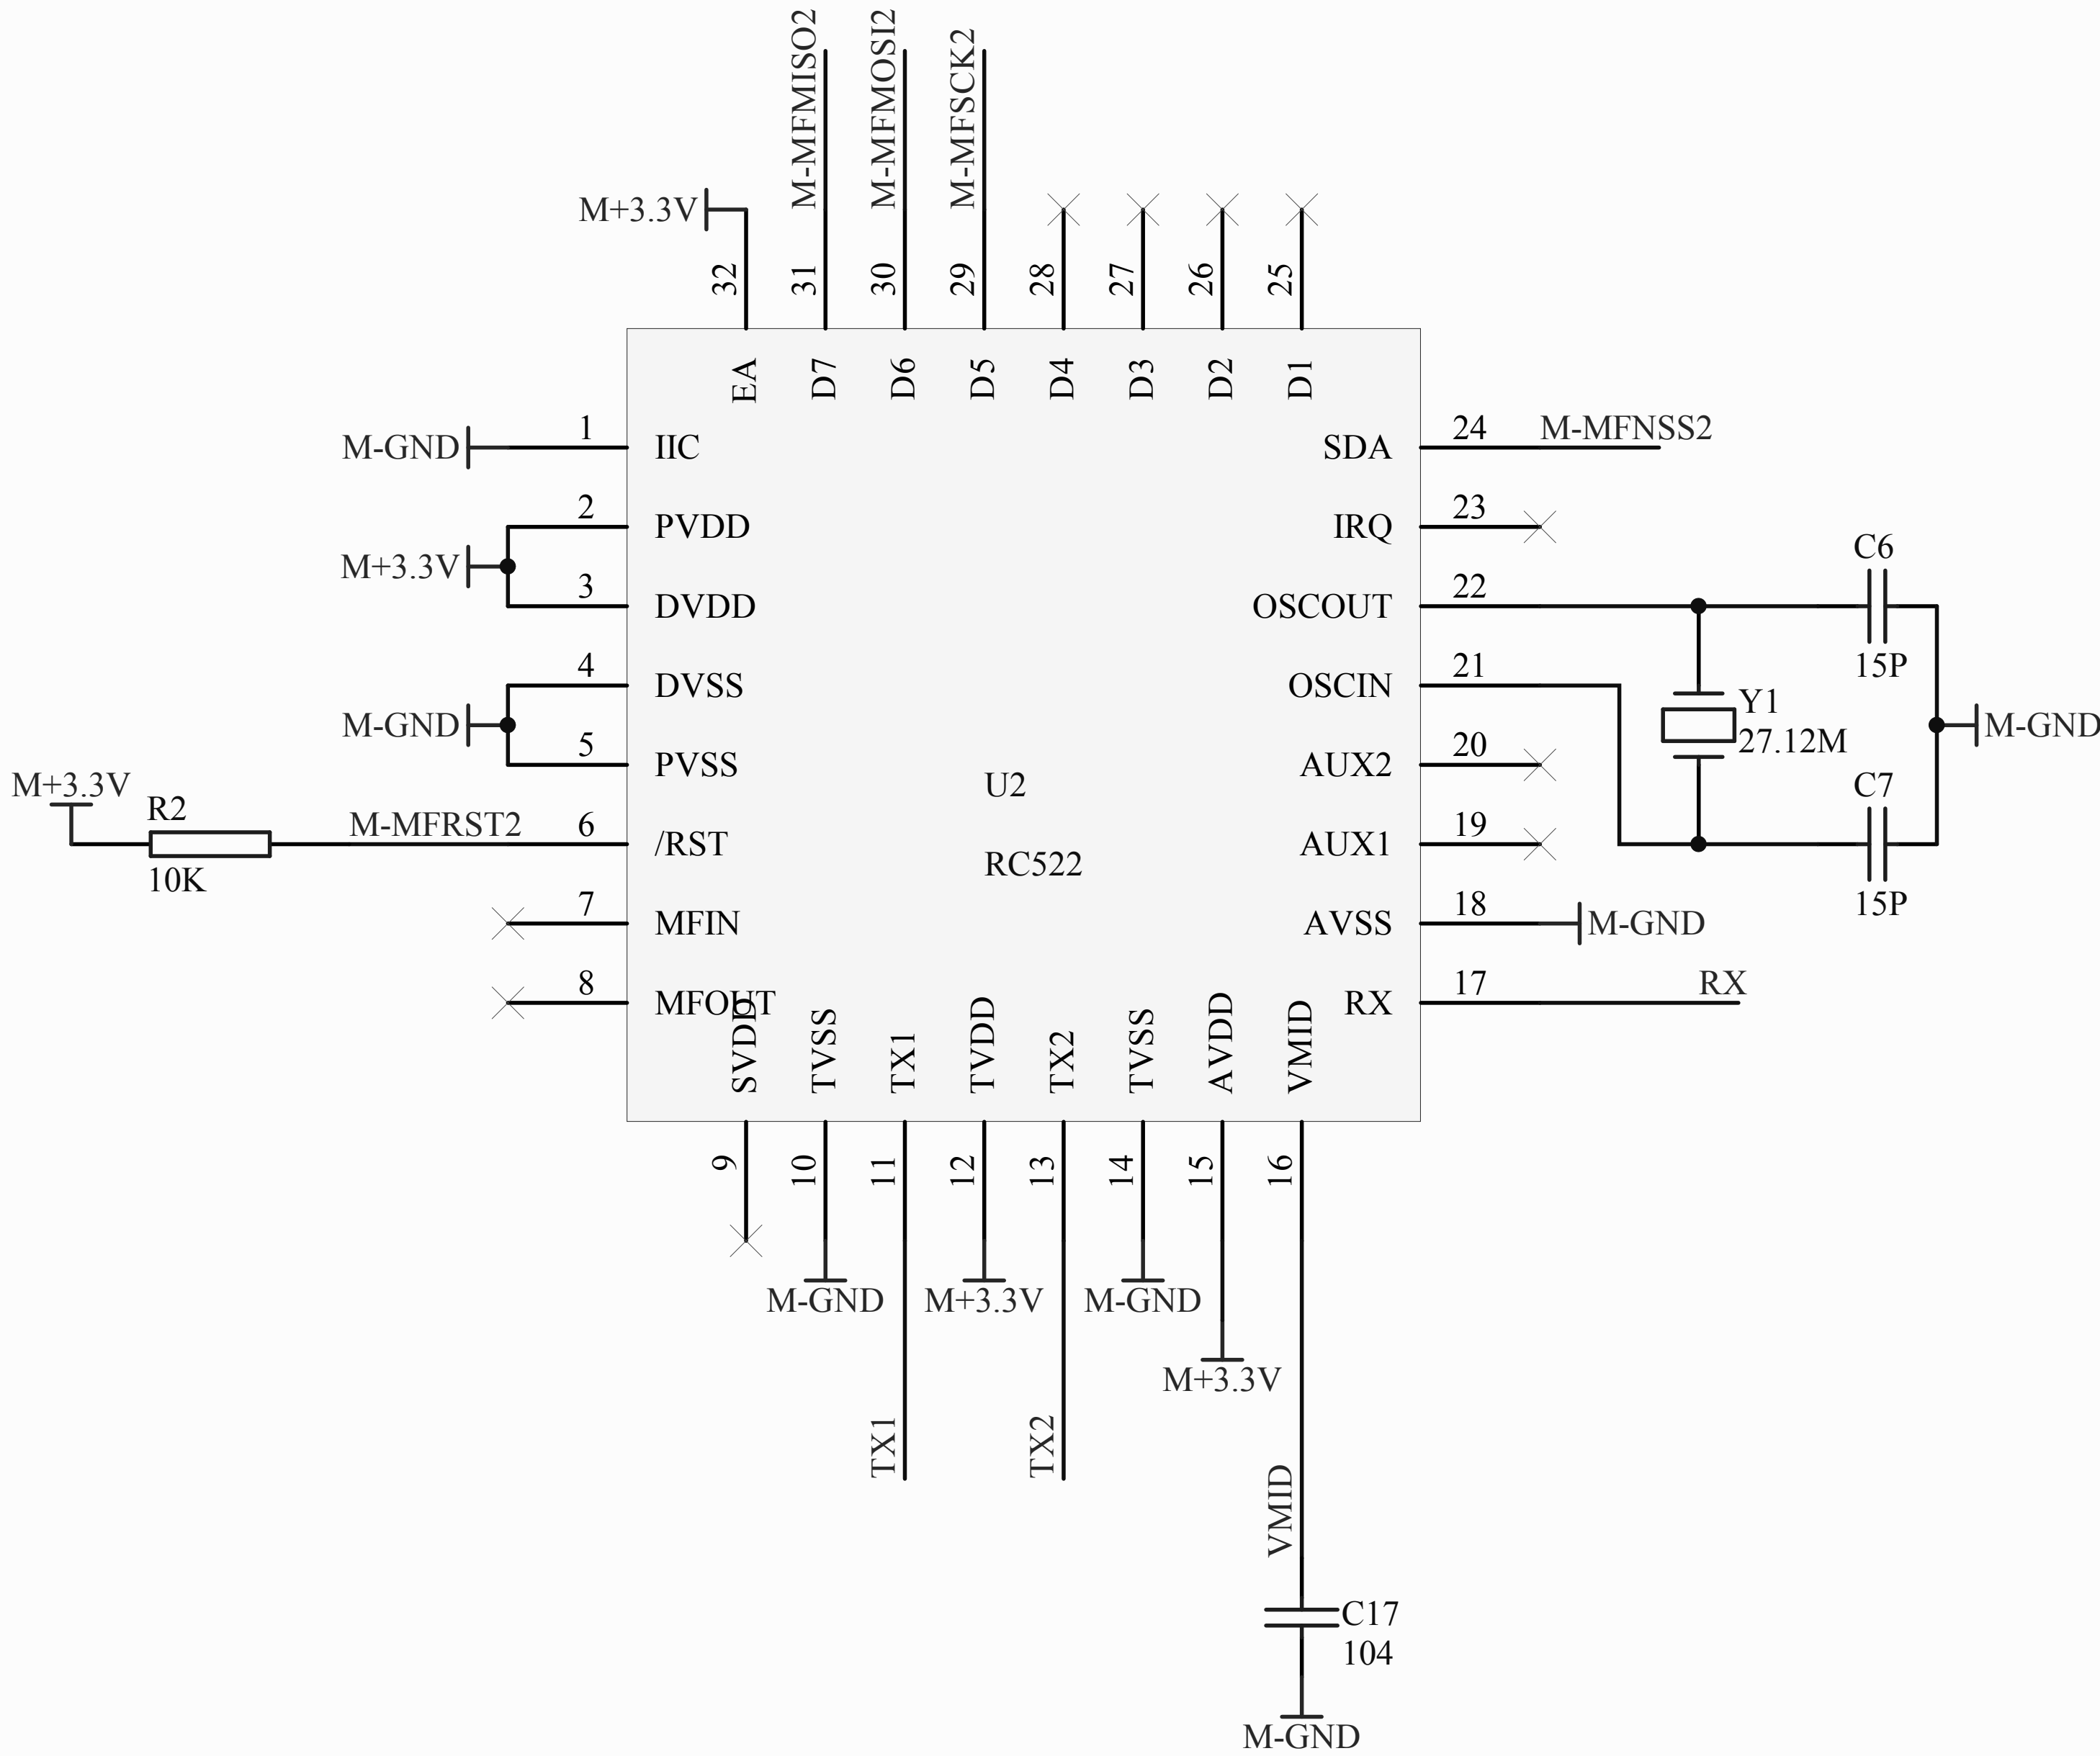 M-MFMISO2
M-MFMOSI2
M-MFSCK2
M+3.3V
32
31
30
29
28
27
26
25
EA
D7
D6
D5
D4
D3
D2
D1
M-GND
1
IIC
SDA
24
M-MFNSS2
2
PVDD
IRQ
23
M+3.3V
3
DVDD
OSCOUT
22
C6
15P
4
DVSS
OSCIN
21
M-GND
Y1
27.12M
M-GND
5
PVSS
AUX2
20
U2
M+3.3V
R2
10K
M-MFRST2
6
/RST
RC522
AUX1
19
C7
15P
7
MFIN
AVSS
18
M-GND
8
MFOUT
RX
17
RX
SVDD
TVSS
TX1
TVDD
TX2
TVSS
AVDD
VMID
9
10
11
12
13
14
15
16
M-GND
M+3.3V
M-GND
M+3.3V
TX1
TX2
VMID
C17
104
M-GND